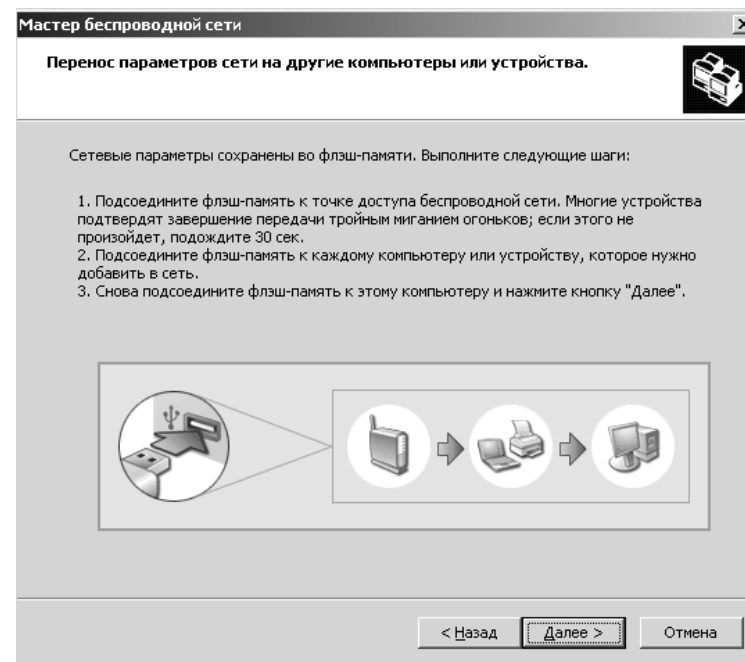 Мастер беспроводной сети
Перенос параметров сети на другие компьютеры или устройства.
Сетевые параметры сохранены во флэш-памяти. Выполните следующие шаги:
1. Подсоедините флэш-память к точке доступа беспроводной сети. Многие устройства
подтвердят завершение передачи тройным миганием огоньков; если этого не
произойдет, подождите 30 сек.
2. Подсоедините флэш-память к каждому компьютеру или устройству, которое нужно
добавить в сеть.
3. Снова подсоедините флэш-память к этому компьютеру и нажмите кнопку "Далее".
< Назад Далее > Отмена